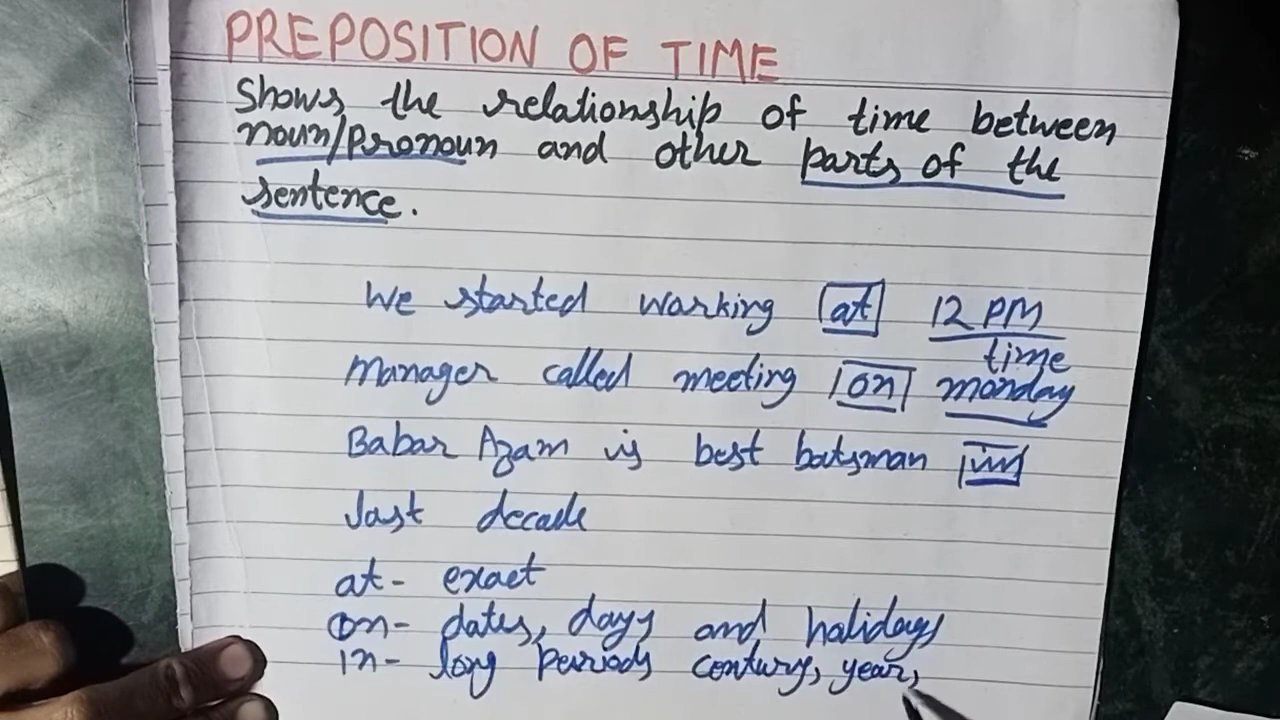 PREPOSITION OF TIME
Shows the relationship of time between
noun/pronoun and other parts of the
sentence.
We started working at 12 PM
time
Manager called meeting on monday
Babar Azam is best batsman in
last decade
at - exact
on - dates, days and halidays
in - long periods century, year,